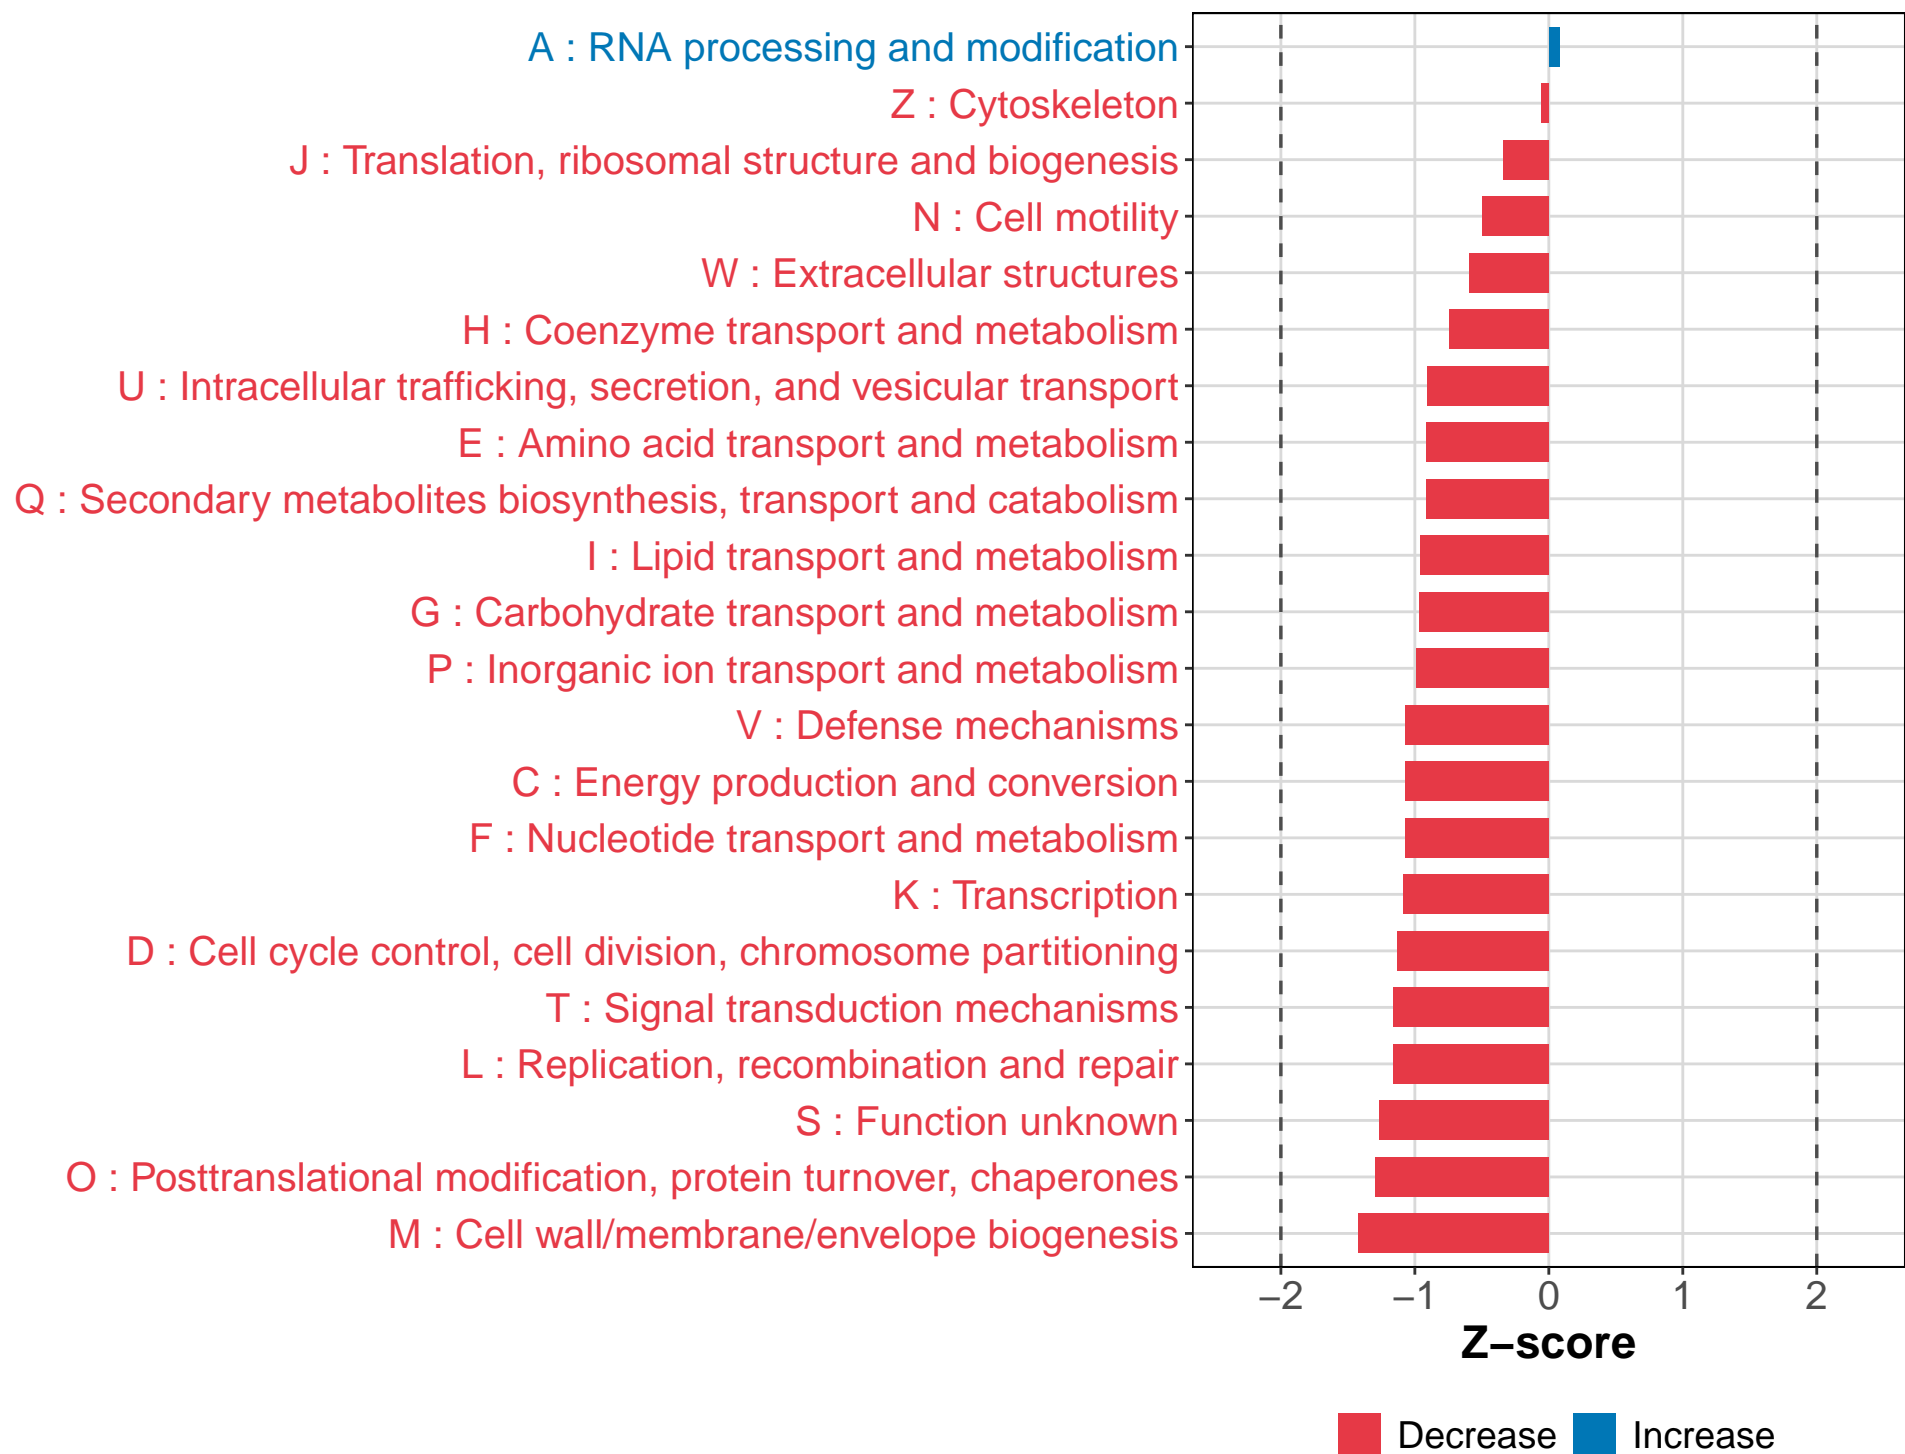 A : RNA processing and modification
Z : Cytoskeleton
J : Translation, ribosomal structure and biogenesis
N : Cell motility
W : Extracellular structures
H : Coenzyme transport and metabolism
U : Intracellular trafficking, secretion, and vesicular transport
E : Amino acid transport and metabolism
Q : Secondary metabolites biosynthesis, transport and catabolism
I : Lipid transport and metabolism
G : Carbohydrate transport and metabolism
P : Inorganic ion transport and metabolism
V : Defense mechanisms
C : Energy production and conversion
F : Nucleotide transport and metabolism
K : Transcription
D : Cell cycle control, cell division, chromosome partitioning
T : Signal transduction mechanisms
L : Replication, recombination and repair
S : Function unknown
O : Posttranslational modification, protein turnover, chaperones
M : Cell wall/membrane/envelope biogenesis
−2 −1 0 1 2
Z−score
Decrease Increase